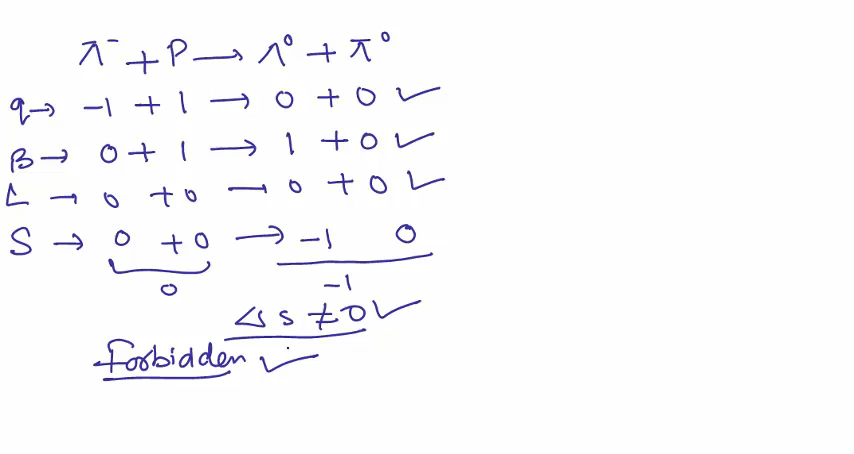 π⁻ + P → Λ⁰ + π⁰
q → -1 + 1 → 0 + 0 ✓
B → 0 + 1 → 1 + 0 ✓
L → 0 + 0 → 0 + 0 ✓
S → 0 + 0 → -1 0
0 -1
Δ s ≠ 0 ✓
Forbidden ✓